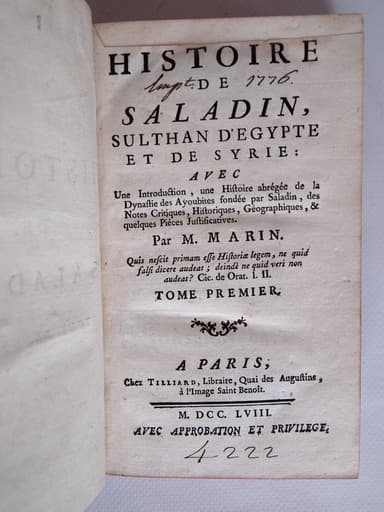 HISTOIRE
DE 1776.
SALADIN,
SULTHAN D'EGYPTE
ET DE SYRIE:
AVEC
Une Introduction, une Histoire abrégée de la
Dynastie des Ayoubites fondée par Saladin, des
Notes Critiques, Historiques, Géographiques, &
quelques Piéces Justificatives.
Par M. MARIN.
Quis nescit primam esse Historiæ legem, ne quid
falsi dicere audeat; deindè ne quid veri non
audeat? Cic. de Orat. l. II.
TOME PREMIER.
A PARIS,
Chez TILLIARD, Libraire, Quai des Augustins,
à l'Image Saint Benoît.
M. DCC. LVIII.
AVEC APPROBATION ET PRIVILEGE.
4222